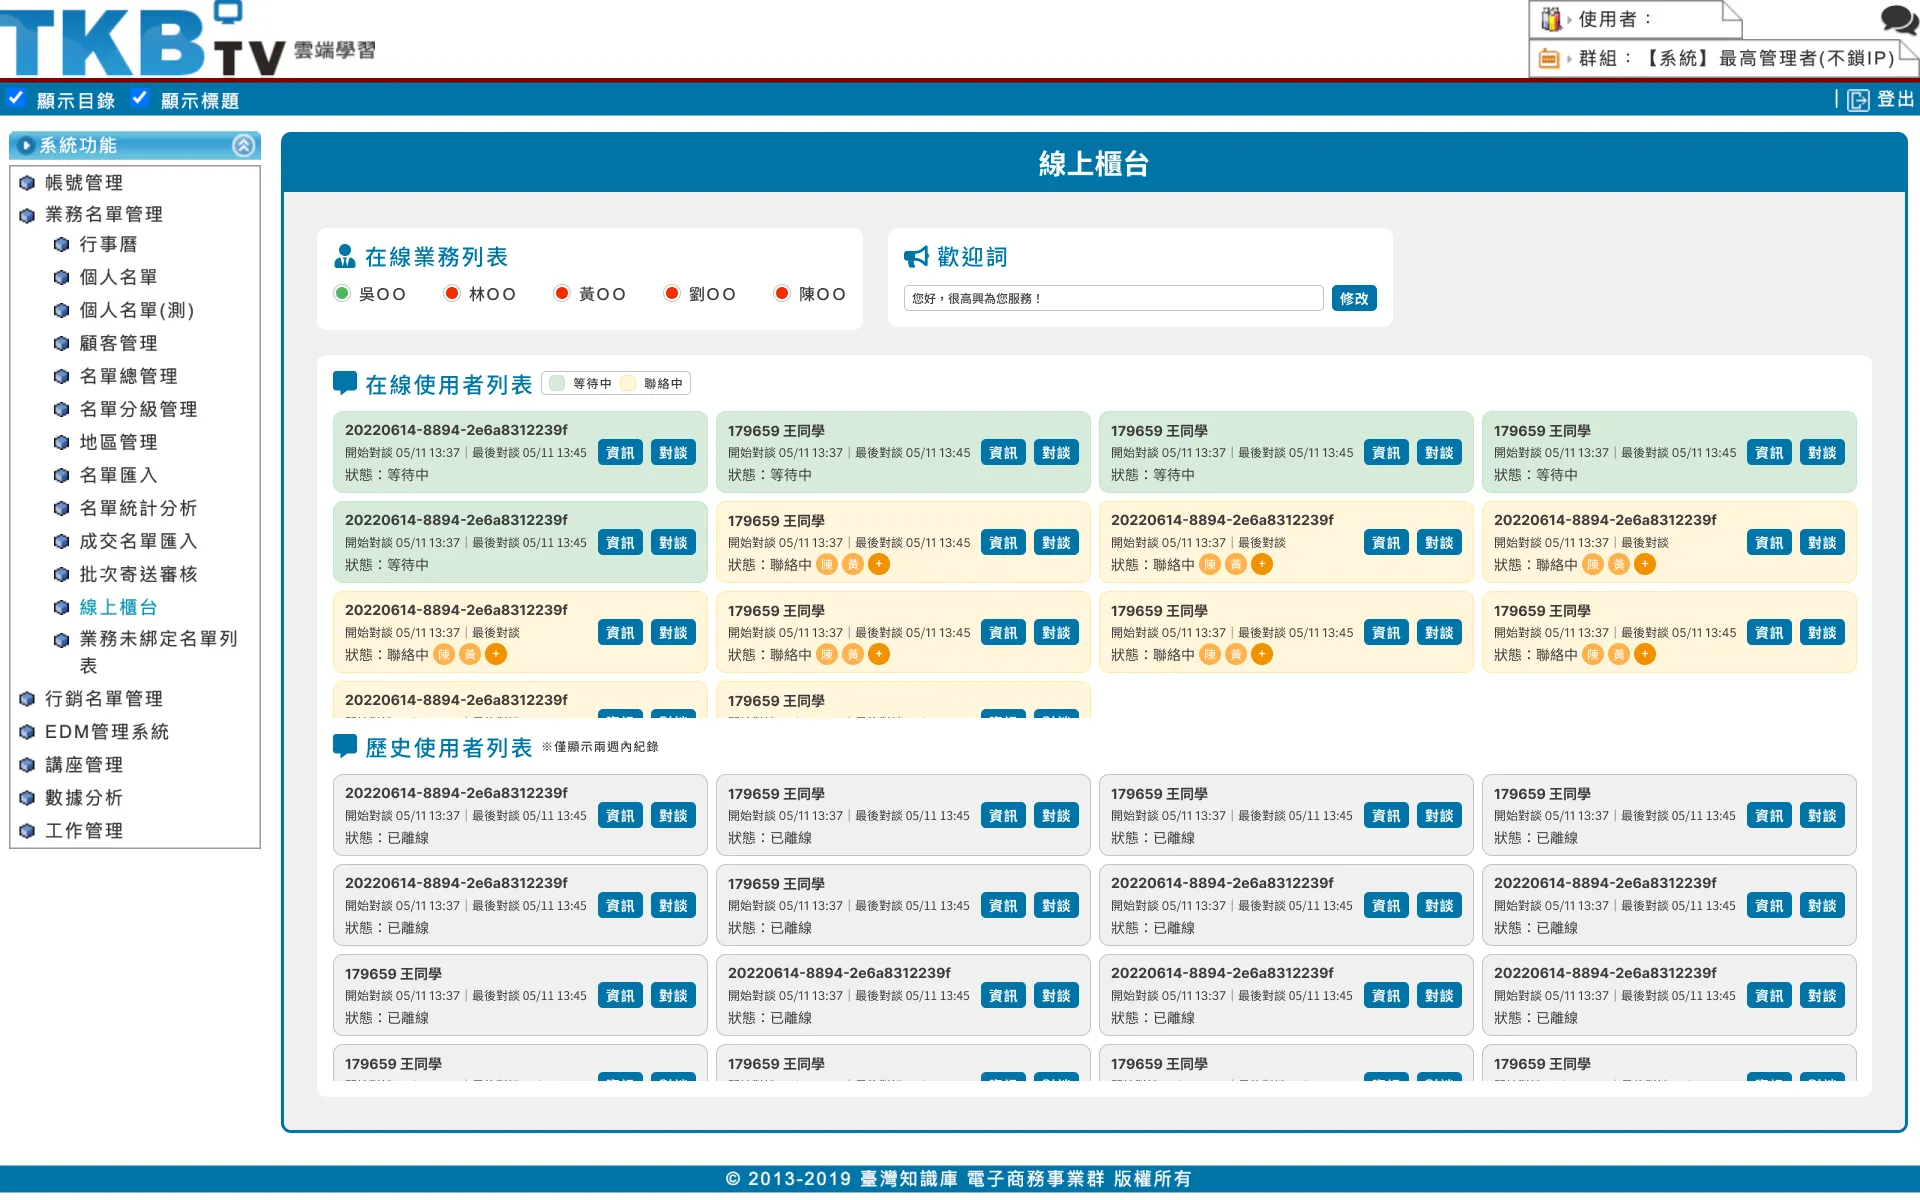 TKB TV 雲端學習
使用者：
群組：【系統】最高管理者(不鎖IP)
顯示目錄 顯示標題
登出
系統功能
帳號管理
業務名單管理
行事曆
個人名單
個人名單(測)
顧客管理
名單總管理
名單分級管理
地區管理
名單匯入
名單統計分析
成交名單匯入
批次寄送審核
線上櫃台
業務未綁定名單列
表
行銷名單管理
EDM管理系統
講座管理
數據分析
工作管理
線上櫃台
在線業務列表
吳OO 林OO 黃OO 劉OO 陳OO
歡迎詞
您好，很高興為您服務！ 修改
在線使用者列表 等待中 聯絡中
20220614-8894-2e6a8312239f
開始對談 05/11 13:37｜最後對談 05/11 13:45 資訊 對談
狀態：等待中
179659 王同學
開始對談 05/11 13:37｜最後對談 05/11 13:45 資訊 對談
狀態：等待中
179659 王同學
開始對談 05/11 13:37｜最後對談 05/11 13:45 資訊 對談
狀態：等待中
179659 王同學
開始對談 05/11 13:37｜最後對談 05/11 13:45 資訊 對談
狀態：等待中
20220614-8894-2e6a8312239f
開始對談 05/11 13:37｜最後對談 05/11 13:45 資訊 對談
狀態：等待中
179659 王同學
開始對談 05/11 13:37｜最後對談 05/11 13:45 資訊 對談
狀態：聯絡中 陳 黃 +
20220614-8894-2e6a8312239f
開始對談 05/11 13:37｜最後對談 資訊 對談
狀態：聯絡中 陳 黃 +
20220614-8894-2e6a8312239f
開始對談 05/11 13:37｜最後對談 資訊 對談
狀態：聯絡中 陳 黃 +
20220614-8894-2e6a8312239f
開始對談 05/11 13:37｜最後對談 資訊 對談
狀態：聯絡中 陳 黃 +
179659 王同學
開始對談 05/11 13:37｜最後對談 05/11 13:45 資訊 對談
狀態：聯絡中 陳 黃 +
179659 王同學
開始對談 05/11 13:37｜最後對談 05/11 13:45 資訊 對談
狀態：聯絡中 陳 黃 +
179659 王同學
開始對談 05/11 13:37｜最後對談 05/11 13:45 資訊 對談
狀態：聯絡中 陳 黃 +
20220614-8894-2e6a8312239f
179659 王同學
歷史使用者列表 ※僅顯示兩週內紀錄
20220614-8894-2e6a8312239f
開始對談 05/11 13:37｜最後對談 05/11 13:45 資訊 對談
狀態：已離線
179659 王同學
開始對談 05/11 13:37｜最後對談 05/11 13:45 資訊 對談
狀態：已離線
179659 王同學
開始對談 05/11 13:37｜最後對談 05/11 13:45 資訊 對談
狀態：已離線
179659 王同學
開始對談 05/11 13:37｜最後對談 05/11 13:45 資訊 對談
狀態：已離線
20220614-8894-2e6a8312239f
開始對談 05/11 13:37｜最後對談 05/11 13:45 資訊 對談
狀態：已離線
179659 王同學
開始對談 05/11 13:37｜最後對談 05/11 13:45 資訊 對談
狀態：已離線
20220614-8894-2e6a8312239f
開始對談 05/11 13:37｜最後對談 05/11 13:45 資訊 對談
狀態：已離線
20220614-8894-2e6a8312239f
開始對談 05/11 13:37｜最後對談 05/11 13:45 資訊 對談
狀態：已離線
179659 王同學
開始對談 05/11 13:37｜最後對談 05/11 13:45 資訊 對談
狀態：已離線
20220614-8894-2e6a8312239f
開始對談 05/11 13:37｜最後對談 05/11 13:45 資訊 對談
狀態：已離線
20220614-8894-2e6a8312239f
開始對談 05/11 13:37｜最後對談 05/11 13:45 資訊 對談
狀態：已離線
20220614-8894-2e6a8312239f
開始對談 05/11 13:37｜最後對談 05/11 13:45 資訊 對談
狀態：已離線
179659 王同學
179659 王同學
179659 王同學
179659 王同學
© 2013-2019 臺灣知識庫 電子商務事業群 版權所有